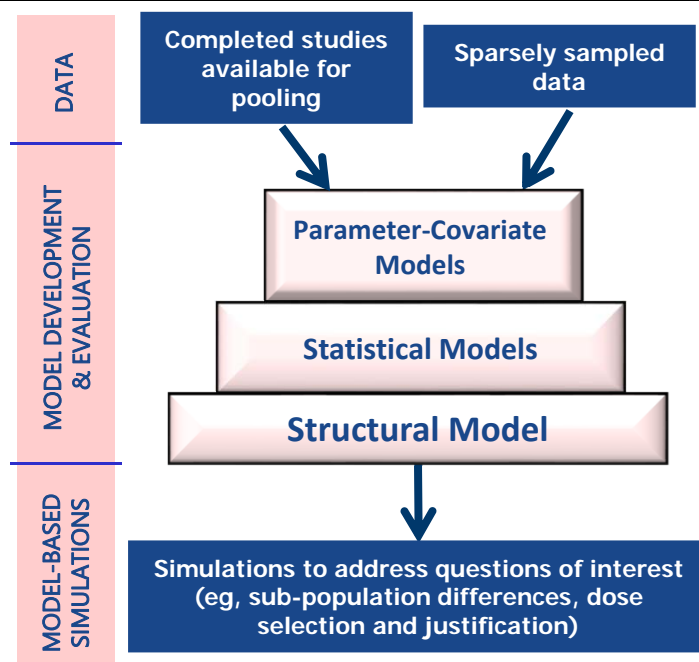 DATA
Completed studies
available for
pooling
Sparsely sampled
data
MODEL DEVELOPMENT
& EVALUATION
Parameter-Covariate
Models
Statistical Models
Structural Model
MODEL-BASED
SIMULATIONS
Simulations to address questions of interest
(eg, sub-population differences, dose
selection and justification)